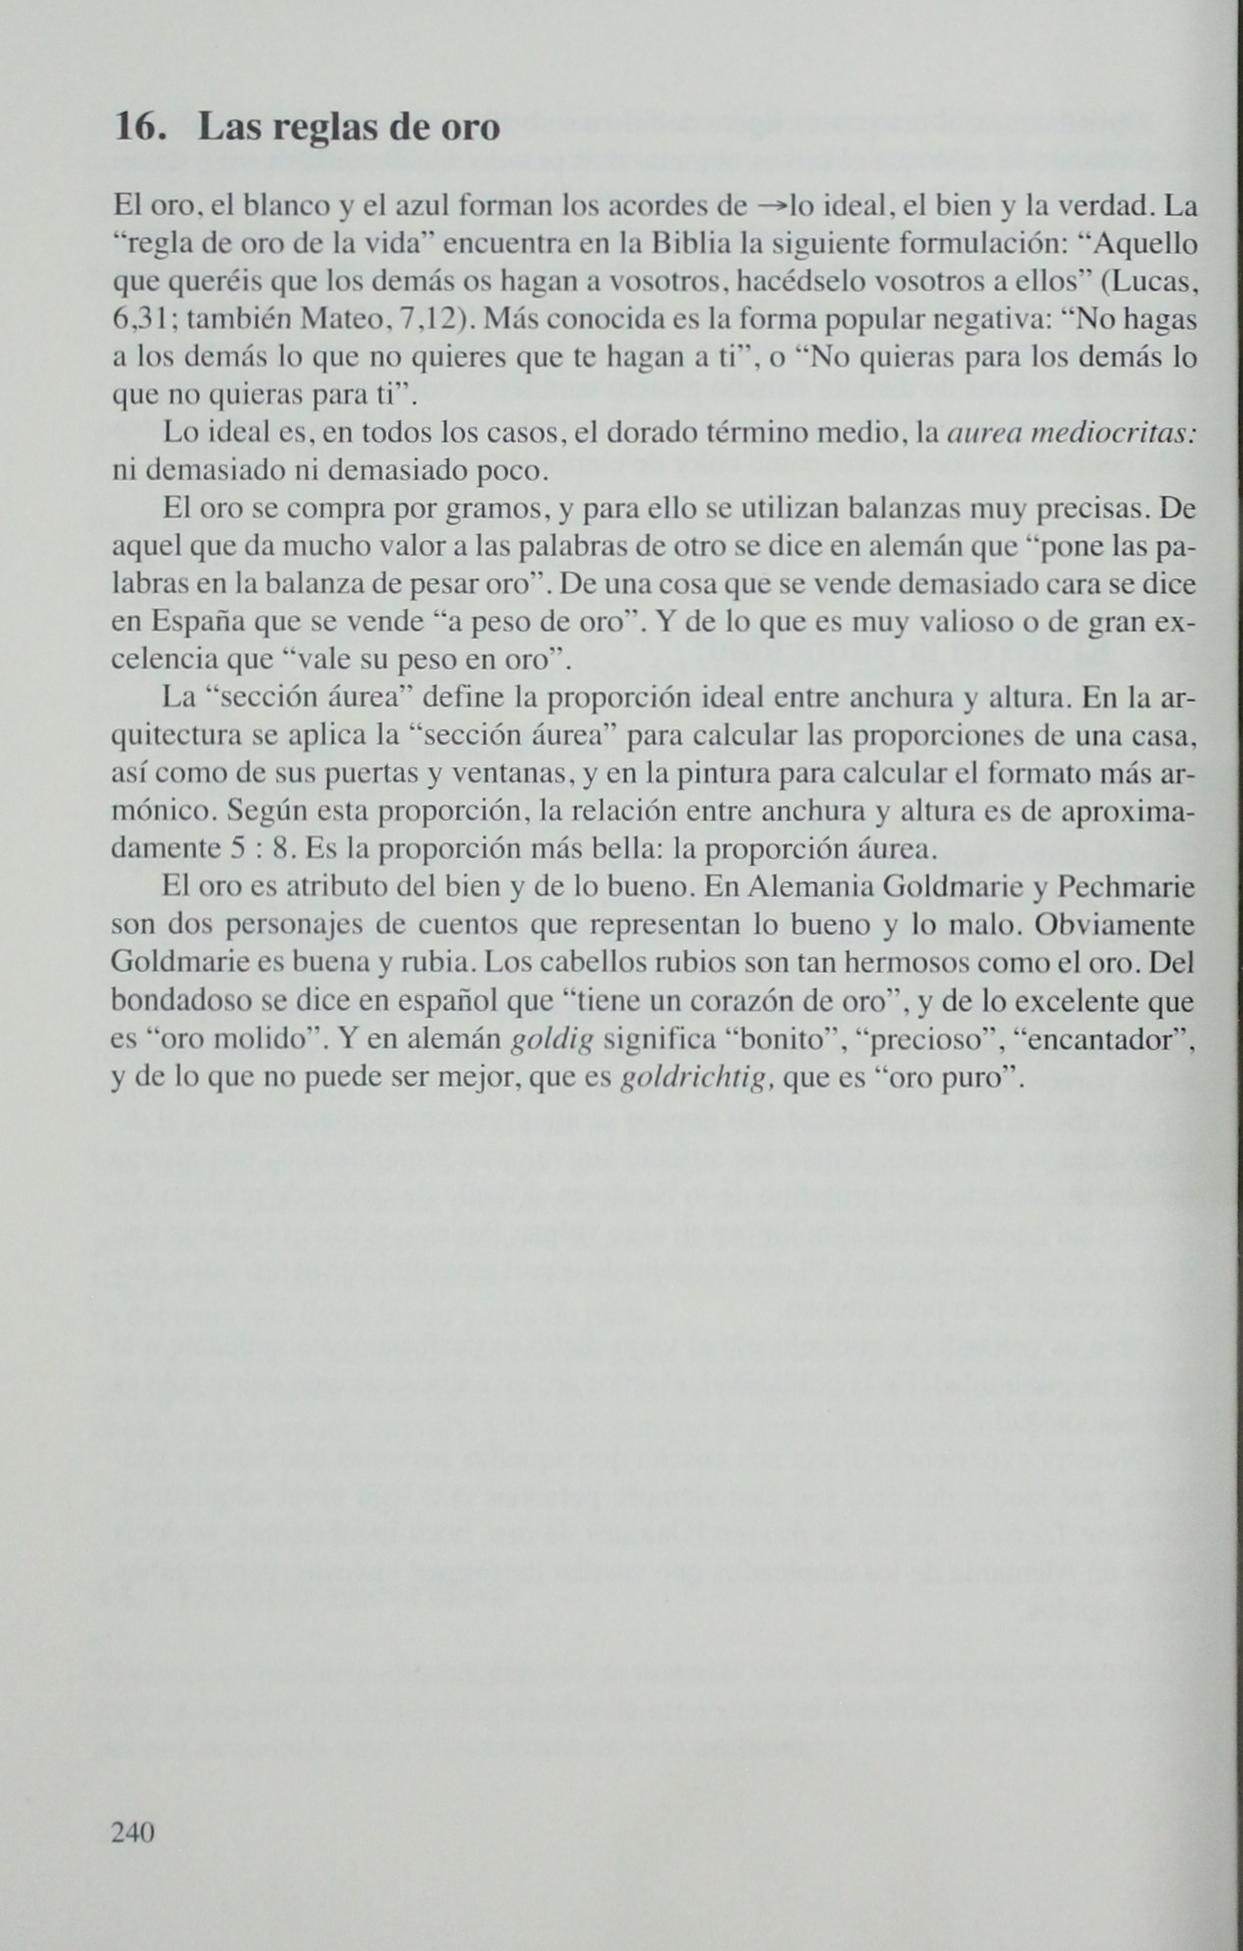 16. Las reglas de oro
El oro, el blanco y el azul forman los acordes de →lo ideal, el bien y la verdad. La
“regla de oro de la vida” encuentra en la Biblia la siguiente formulación: “Aquello
que queréis que los demás os hagan a vosotros, hacédselo vosotros a ellos” (Lucas,
6,31; también Mateo, 7,12). Más conocida es la forma popular negativa: “No hagas
a los demás lo que no quieres que te hagan a ti”, o “No quieras para los demás lo
que no quieras para ti”.
Lo ideal es, en todos los casos, el dorado término medio, la aurea mediocritas:
ni demasiado ni demasiado poco.
El oro se compra por gramos, y para ello se utilizan balanzas muy precisas. De
aquel que da mucho valor a las palabras de otro se dice en alemán que “pone las pa-
labras en la balanza de pesar oro”. De una cosa que se vende demasiado cara se dice
en España que se vende “a peso de oro”. Y de lo que es muy valioso o de gran ex-
celencia que “vale su peso en oro”.
La “sección áurea” define la proporción ideal entre anchura y altura. En la ar-
quitectura se aplica la “sección áurea” para calcular las proporciones de una casa,
así como de sus puertas y ventanas, y en la pintura para calcular el formato más ar-
mónico. Según esta proporción, la relación entre anchura y altura es de aproxima-
damente 5 : 8. Es la proporción más bella: la proporción áurea.
El oro es atributo del bien y de lo bueno. En Alemania Goldmarie y Pechmarie
son dos personajes de cuentos que representan lo bueno y lo malo. Obviamente
Goldmarie es buena y rubia. Los cabellos rubios son tan hermosos como el oro. Del
bondadoso se dice en español que “tiene un corazón de oro”, y de lo excelente que
es “oro molido”. Y en alemán goldig significa “bonito”, “precioso”, “encantador”,
y de lo que no puede ser mejor, que es goldrichtig, que es “oro puro”.
240